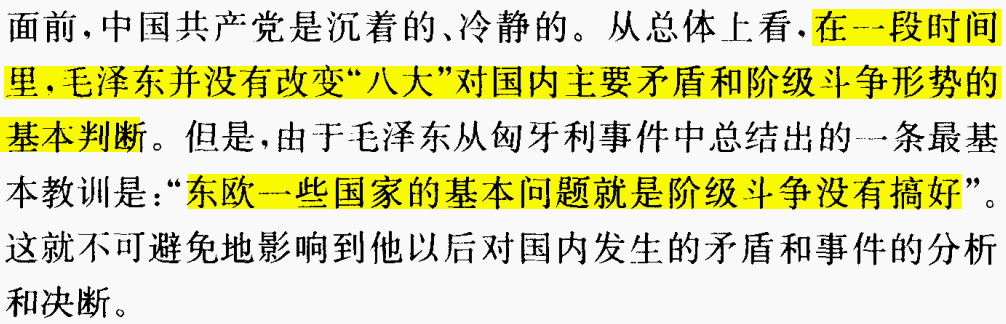 面前,中国共产党是沉着的、冷静的。从总体上看,在一段时间
里,毛泽东并没有改变“八大”对国内主要矛盾和阶级斗争形势的
基本判断。但是,由于毛泽东从匈牙利事件中总结出的一条最基
本教训是:“东欧一些国家的基本问题就是阶级斗争没有搞好”。
这就不可避免地影响到他以后对国内发生的矛盾和事件的分析
和决断。